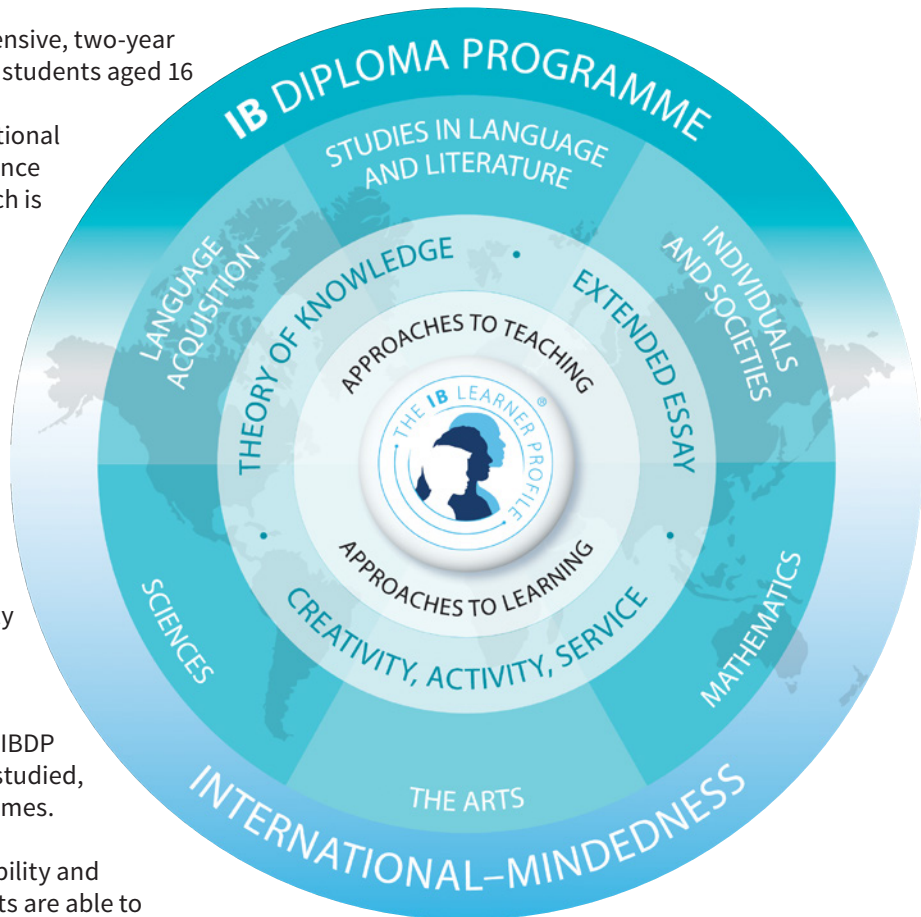 ensive, two-year
students aged 16
tional
ence
ch is
y
IBDP
studied,
mes.
bility and
ts are able to
IB DIPLOMA PROGRAMME
STUDIES IN LANGUAGE
AND LITERATURE
LANGUAGE
ACQUISITION
INDIVIDUALS
AND SOCIETIES
THEORY OF KNOWLEDGE
•
EXTENDED ESSAY
APPROACHES TO TEACHING
• THE IB LEARNER PROFILE •
®
APPROACHES TO LEARNING
•
CREATIVITY, ACTIVITY, SERVICE
•
SCIENCES
MATHEMATICS
THE ARTS
INTERNATIONAL–MINDEDNESS